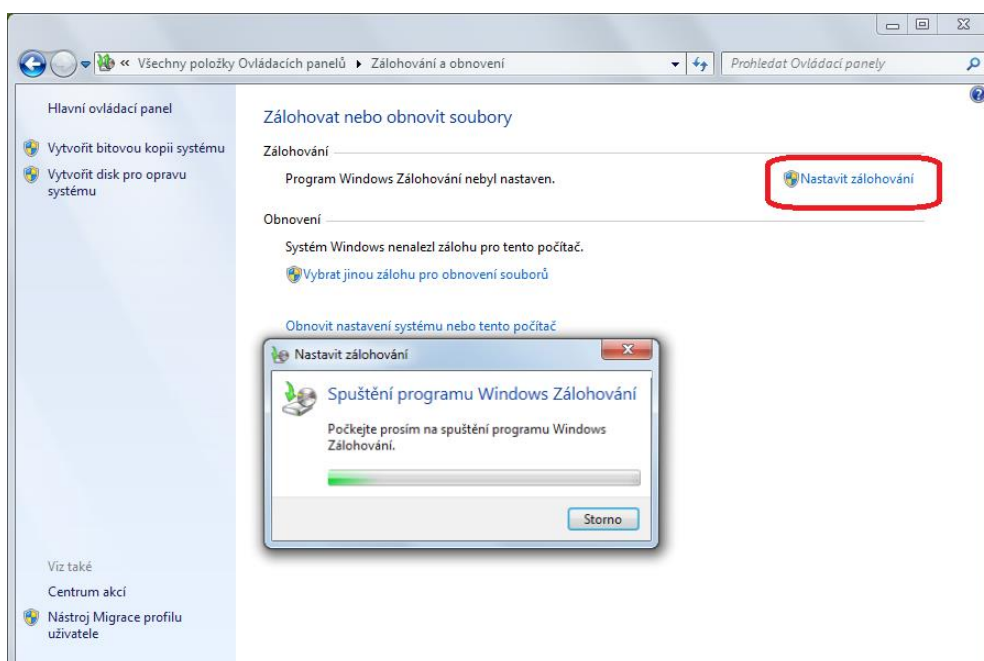 « Všechny položky Ovládacích panelů ▸ Zálohování a obnovení
Prohledat Ovládací panely
Hlavní ovládací panel
Vytvořit bitovou kopii systému
Vytvořit disk pro opravu
systému
Zálohovat nebo obnovit soubory
Zálohování
Program Windows Zálohování nebyl nastaven.
Nastavit zálohování
Obnovení
Systém Windows nenalezl zálohu pro tento počítač.
Vybrat jinou zálohu pro obnovení souborů
Obnovit nastavení systému nebo tento počítač
Nastavit zálohování
Spuštění programu Windows Zálohování
Počkejte prosím na spuštění programu Windows
Zálohování.
Storno
Viz také
Centrum akcí
Nástroj Migrace profilu
uživatele